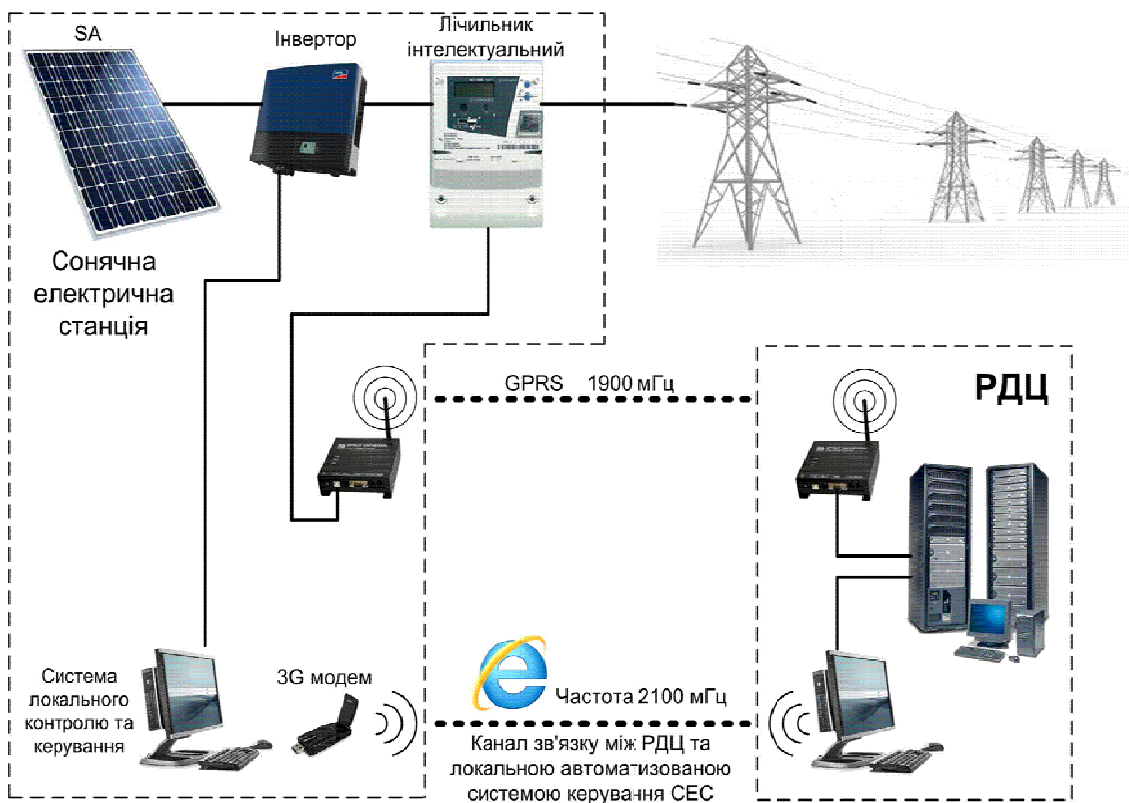 SA
Інвертор
Лічильник
інтелектуальний
Сонячна
електрична
станція
GPRS 1900 мГц
РДЦ
Система
локального
контролю та
керування
3G модем
Частота 2100 мГц
Канал зв'язку між РДЦ та
локальною автоматизованою
системою керування СЕС